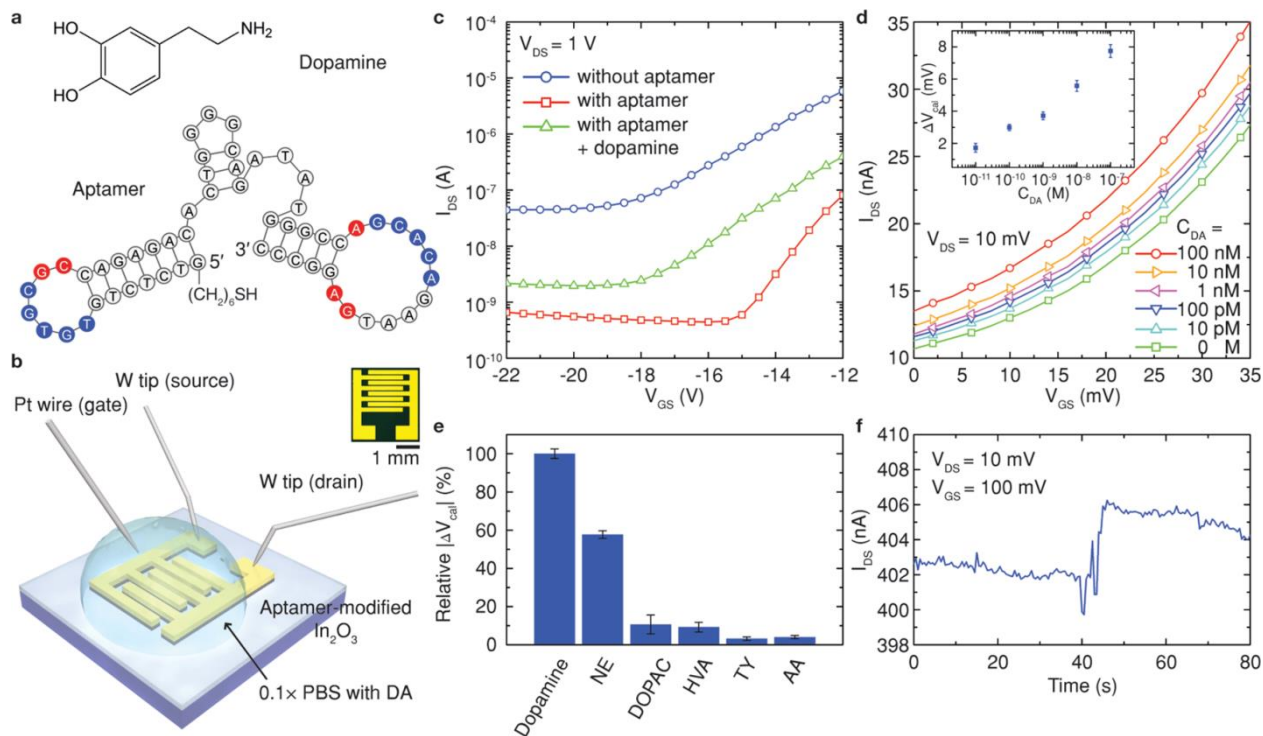 a
HO
HO
NH2
Dopamine
Aptamer
5′
3′
(CH2)6SH
b
W tip (source)
Pt wire (gate)
1 mm
W tip (drain)
Aptamer-modified
In2O3
0.1× PBS with DA
c
VDS = 1 V
without aptamer
with aptamer
with aptamer
+ dopamine
10-4
10-5
10-6
10-7
10-8
10-9
10-10
IDS (A)
-22 -20 -18 -16 -14 -12
VGS (V)
d
35
30
25
20
15
10
IDS (nA)
8
6
4
2
ΔVcal (mV)
10-11 10-10 10-9 10-8 10-7
CDA (M)
VDS = 10 mV
CDA =
100 nM
10 nM
1 nM
100 pM
10 pM
0 M
0 5 10 15 20 25 30 35
VGS (mV)
e
100
80
60
40
20
0
Relative |ΔVcal| (%)
Dopamine
NE
DOPAC
HVA
TY
AA
f
VDS = 10 mV
VGS = 100 mV
410
408
406
404
402
400
398
IDS (nA)
0 20 40 60 80
Time (s)